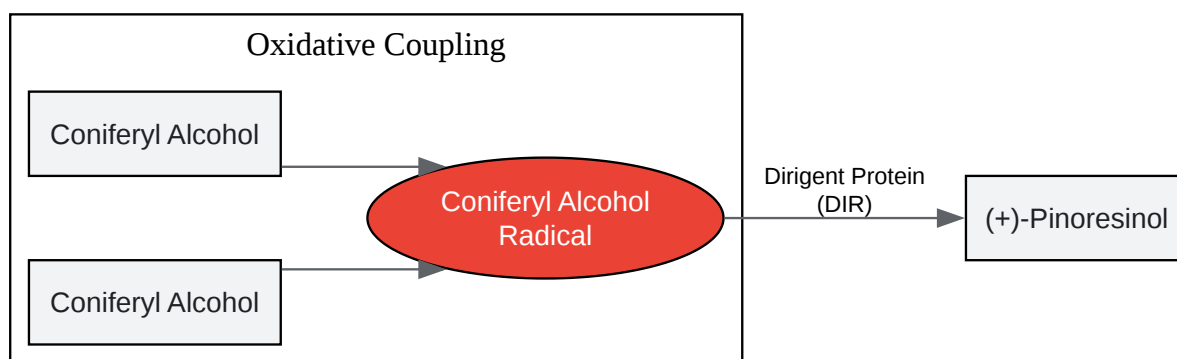 Oxidative Coupling
Coniferyl Alcohol
Coniferyl Alcohol
Radical
Dirigent Protein
(DIR)
(+)-Pinoresinol
Coniferyl Alcohol